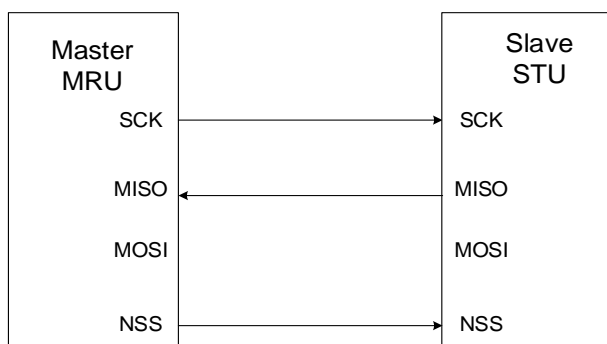 Master
MRU
SCK
MISO
MOSI
NSS
Slave
STU
SCK
MISO
MOSI
NSS